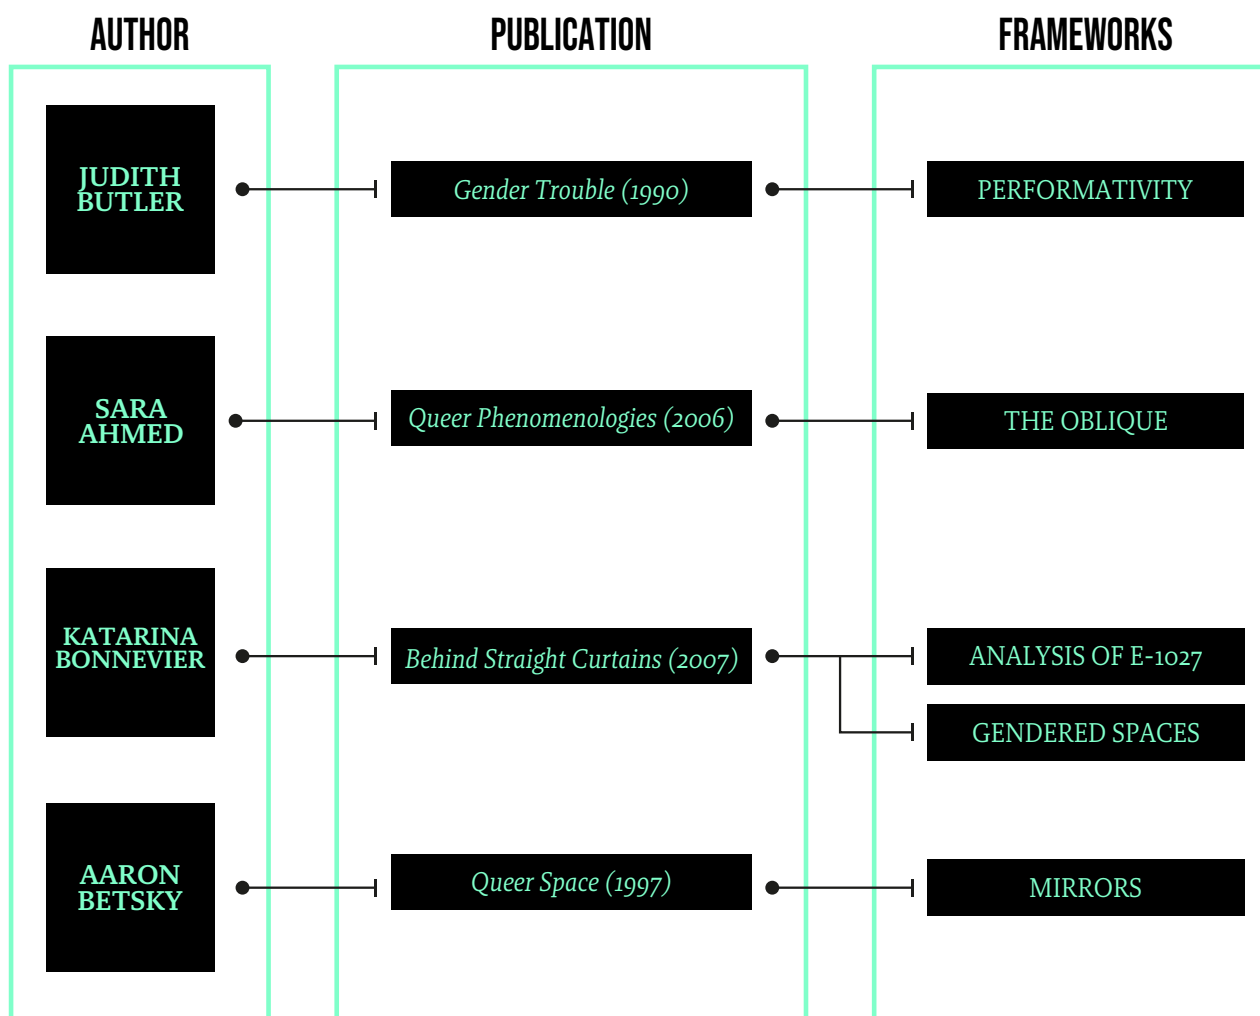 AUTHOR
PUBLICATION
FRAMEWORKS
JUDITH
BUTLER
Gender Trouble (1990)
PERFORMATIVITY
SARA
AHMED
Queer Phenomenologies (2006)
THE OBLIQUE
KATARINA
BONNEVIER
Behind Straight Curtains (2007)
ANALYSIS OF E-1027
GENDERED SPACES
AARON
BETSKY
Queer Space (1997)
MIRRORS